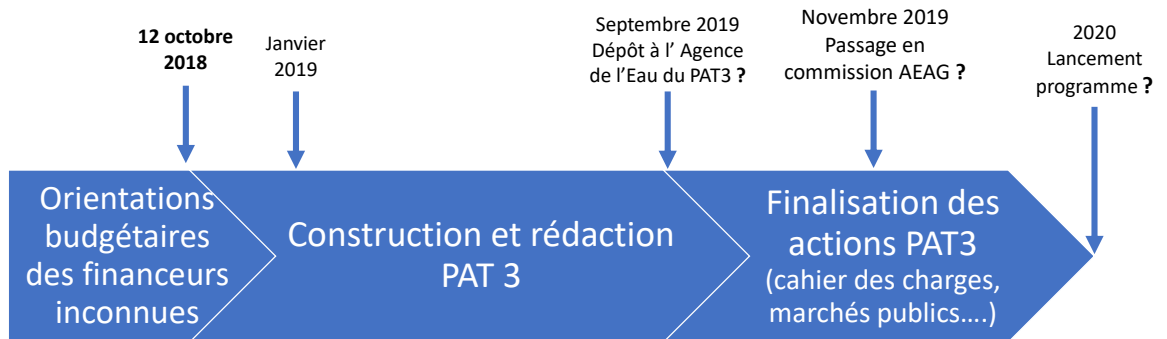 12 octobre
2018
Janvier
2019
Septembre 2019
Dépôt à l' Agence
de l'Eau du PAT3 ?
Novembre 2019
Passage en
commission AEAG ?
2020
Lancement
programme ?
Orientations
budgétaires
des financeurs
inconnues
Construction et rédaction
PAT 3
Finalisation des
actions PAT3
(cahier des charges,
marchés publics….)